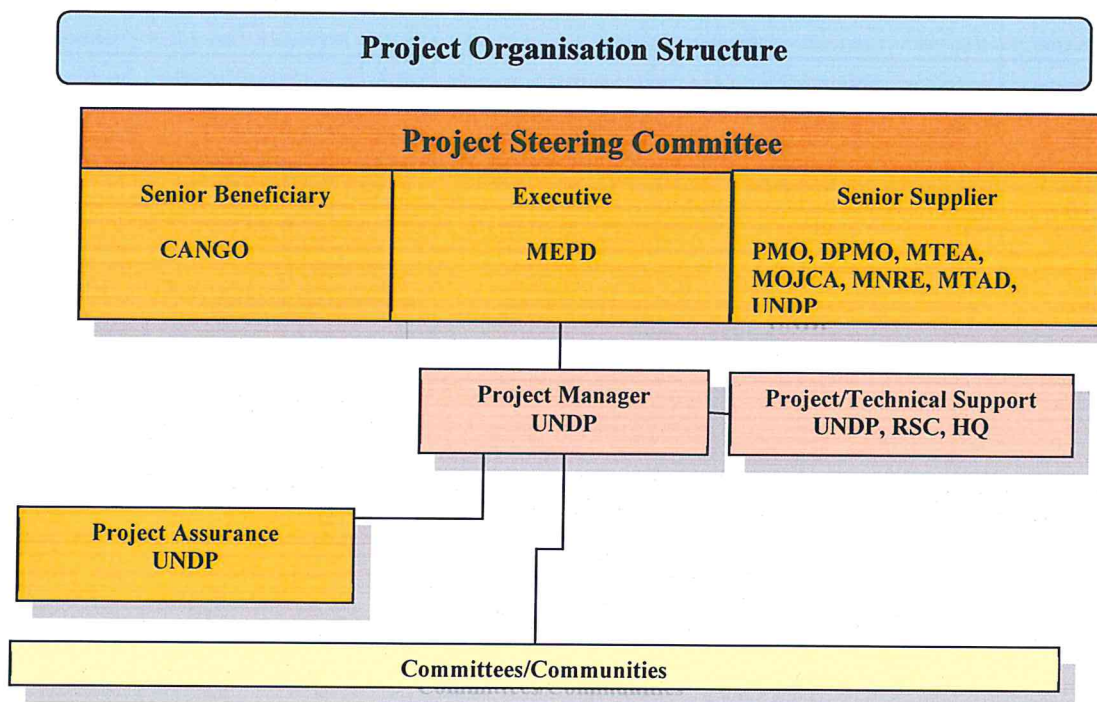 Project Organisation Structure
Project Steering Committee
Senior Beneficiary
CANGO
Executive
MEPD
Senior Supplier
PMO, DPMO, MTEA,
MOJCA, MNRE, MTAD,
UNDP
Project Manager
UNDP
Project/Technical Support
UNDP, RSC, HQ
Project Assurance
UNDP
Committees/Communities